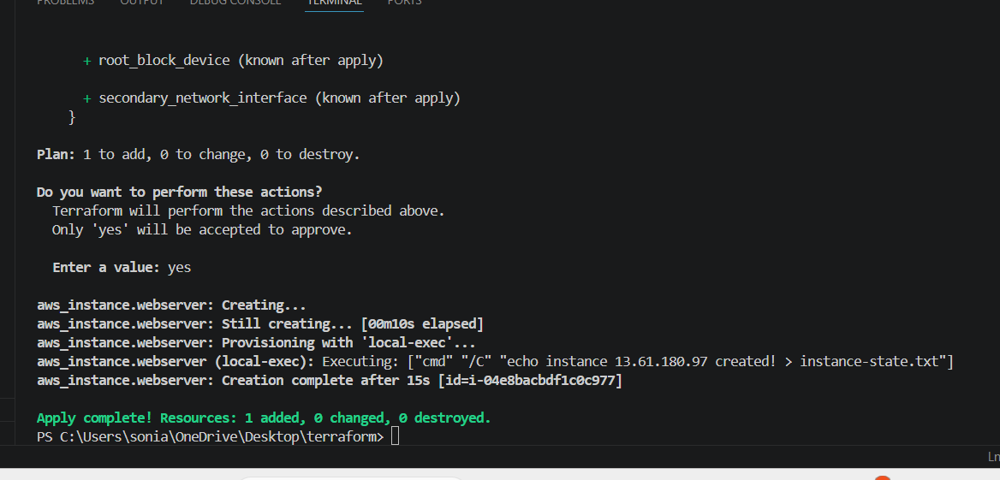 PROBLEMS OUTPUT DEBUG CONSOLE TERMINAL PORTS
+ root_block_device (known after apply)
+ secondary_network_interface (known after apply)
}
Plan: 1 to add, 0 to change, 0 to destroy.
Do you want to perform these actions?
Terraform will perform the actions described above.
Only 'yes' will be accepted to approve.
Enter a value: yes
aws_instance.webserver: Creating...
aws_instance.webserver: Still creating... [00m10s elapsed]
aws_instance.webserver: Provisioning with 'local-exec'...
aws_instance.webserver (local-exec): Executing: ["cmd" "/C" "echo instance 13.61.180.97 created! > instance-state.txt"]
aws_instance.webserver: Creation complete after 15s [id=i-04e8bacbdf1c0c977]
Apply complete! Resources: 1 added, 0 changed, 0 destroyed.
PS C:\Users\sonia\OneDrive\Desktop\terraform>
Ln